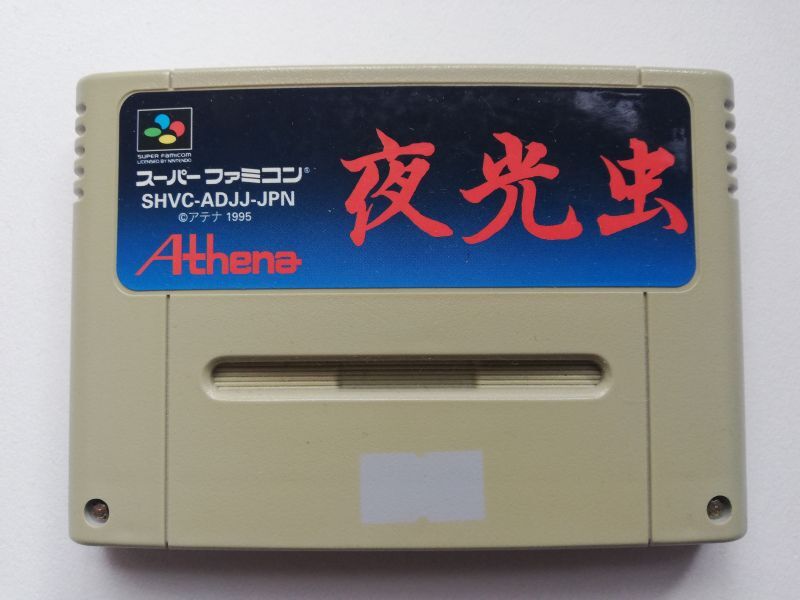 SUPER FAMICOM
LICENSED BY NINTENDO
スーパーファミコン®
SHVC-ADJJ-JPN
©アテナ 1995
Athena
夜光虫